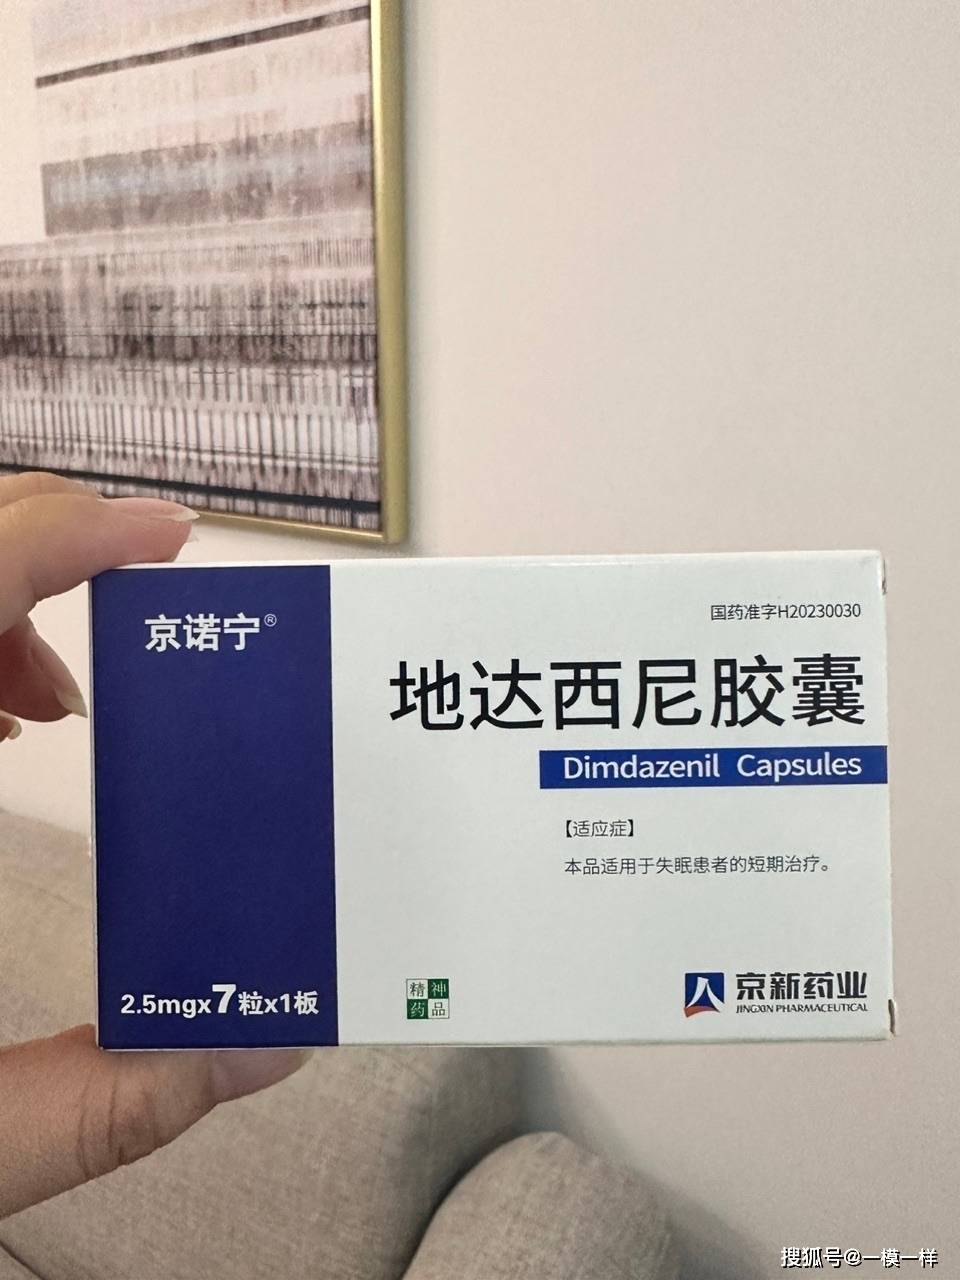 京诺宁®
国药准字H20230030
地达西尼胶囊
Dimdazenil Capsules
【适应症】
本品适用于失眠患者的短期治疗。
2.5mgx7粒x1板
精神
药品
京新药业
JINGXIN PHARMACEUTICAL
搜狐号@一模一样